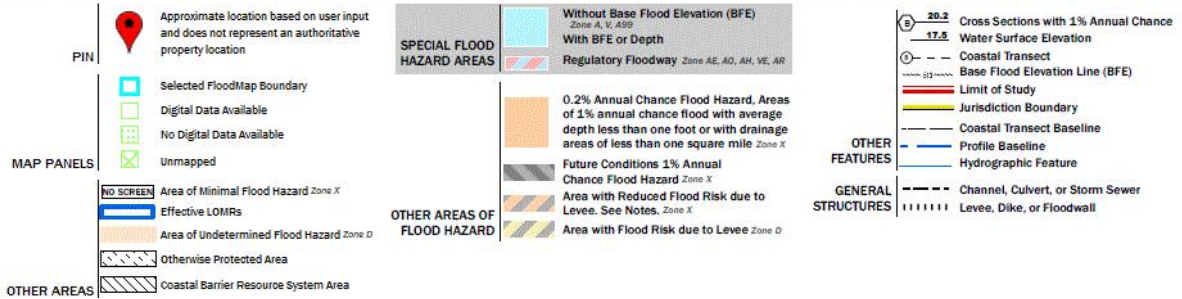 Approximate location based on user input
and does not represent an authoritative
property location
PIN
Selected FloodMap Boundary
Digital Data Available
No Digital Data Available
Unmapped
MAP PANELS
NO SCREEN Area of Minimal Flood Hazard Zone X
Effective LOMRs
Area of Undetermined Flood Hazard Zone D
Otherwise Protected Area
Coastal Barrier Resource System Area
OTHER AREAS
SPECIAL FLOOD
HAZARD AREAS
Without Base Flood Elevation (BFE)
Zone A, V, A99
With BFE or Depth
Regulatory Floodway Zone AE, AO, AH, VE, AR
0.2% Annual Chance Flood Hazard, Areas
of 1% annual chance flood with average
depth less than one foot or with drainage
areas of less than one square mile Zone X
Future Conditions 1% Annual
Chance Flood Hazard Zone X
Area with Reduced Flood Risk due to
Levee. See Notes. Zone X
Area with Flood Risk due to Levee Zone D
OTHER AREAS OF
FLOOD HAZARD
B 20.2 Cross Sections with 1% Annual Chance
17.5 Water Surface Elevation
Coastal Transect
Base Flood Elevation Line (BFE)
Limit of Study
Jurisdiction Boundary
Coastal Transect Baseline
Profile Baseline
Hydrographic Feature
OTHER
FEATURES
GENERAL
STRUCTURES
Channel, Culvert, or Storm Sewer
Levee, Dike, or Floodwall